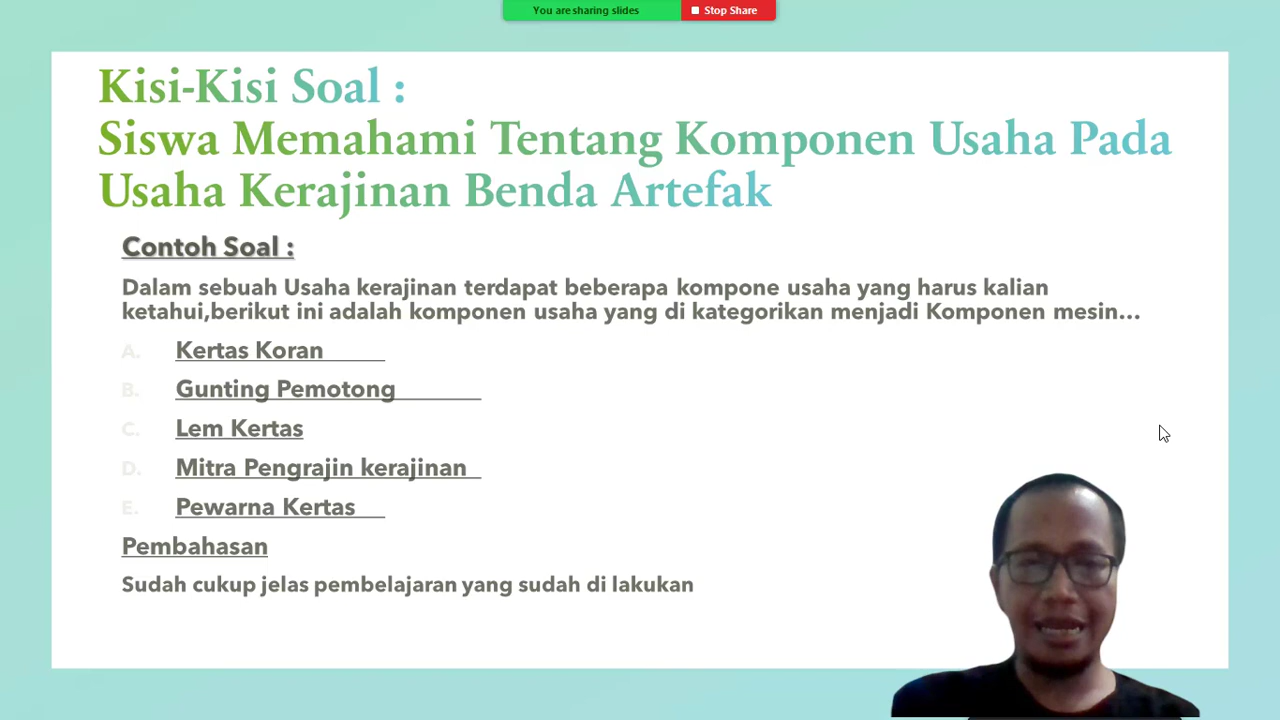 You are sharing slides
Stop Share
Kisi-Kisi Soal :
Siswa Memahami Tentang Komponen Usaha Pada
Usaha Kerajinan Benda Artefak
Contoh Soal :
Dalam sebuah Usaha kerajinan terdapat beberapa kompone usaha yang harus kalian
ketahui,berikut ini adalah komponen usaha yang di kategorikan menjadi Komponen mesin...
A. Kertas Koran
B. Gunting Pemotong
C. Lem Kertas
D. Mitra Pengrajin kerajinan
E. Pewarna Kertas
Pembahasan
Sudah cukup jelas pembelajaran yang sudah di lakukan